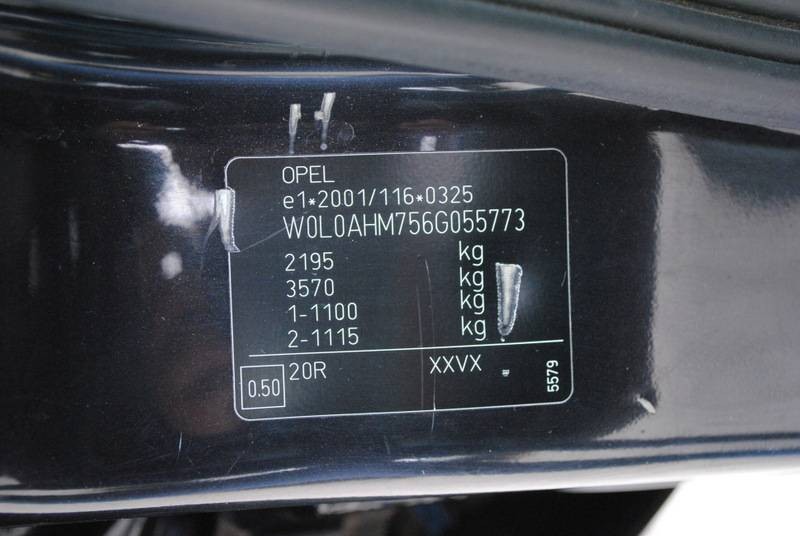 OPEL
e1*2001/116*0325
W0L0AHM756G055773
2195 kg
3570 kg
1-1100 kg
2-1115 kg
0.50 20R XXVX 5579